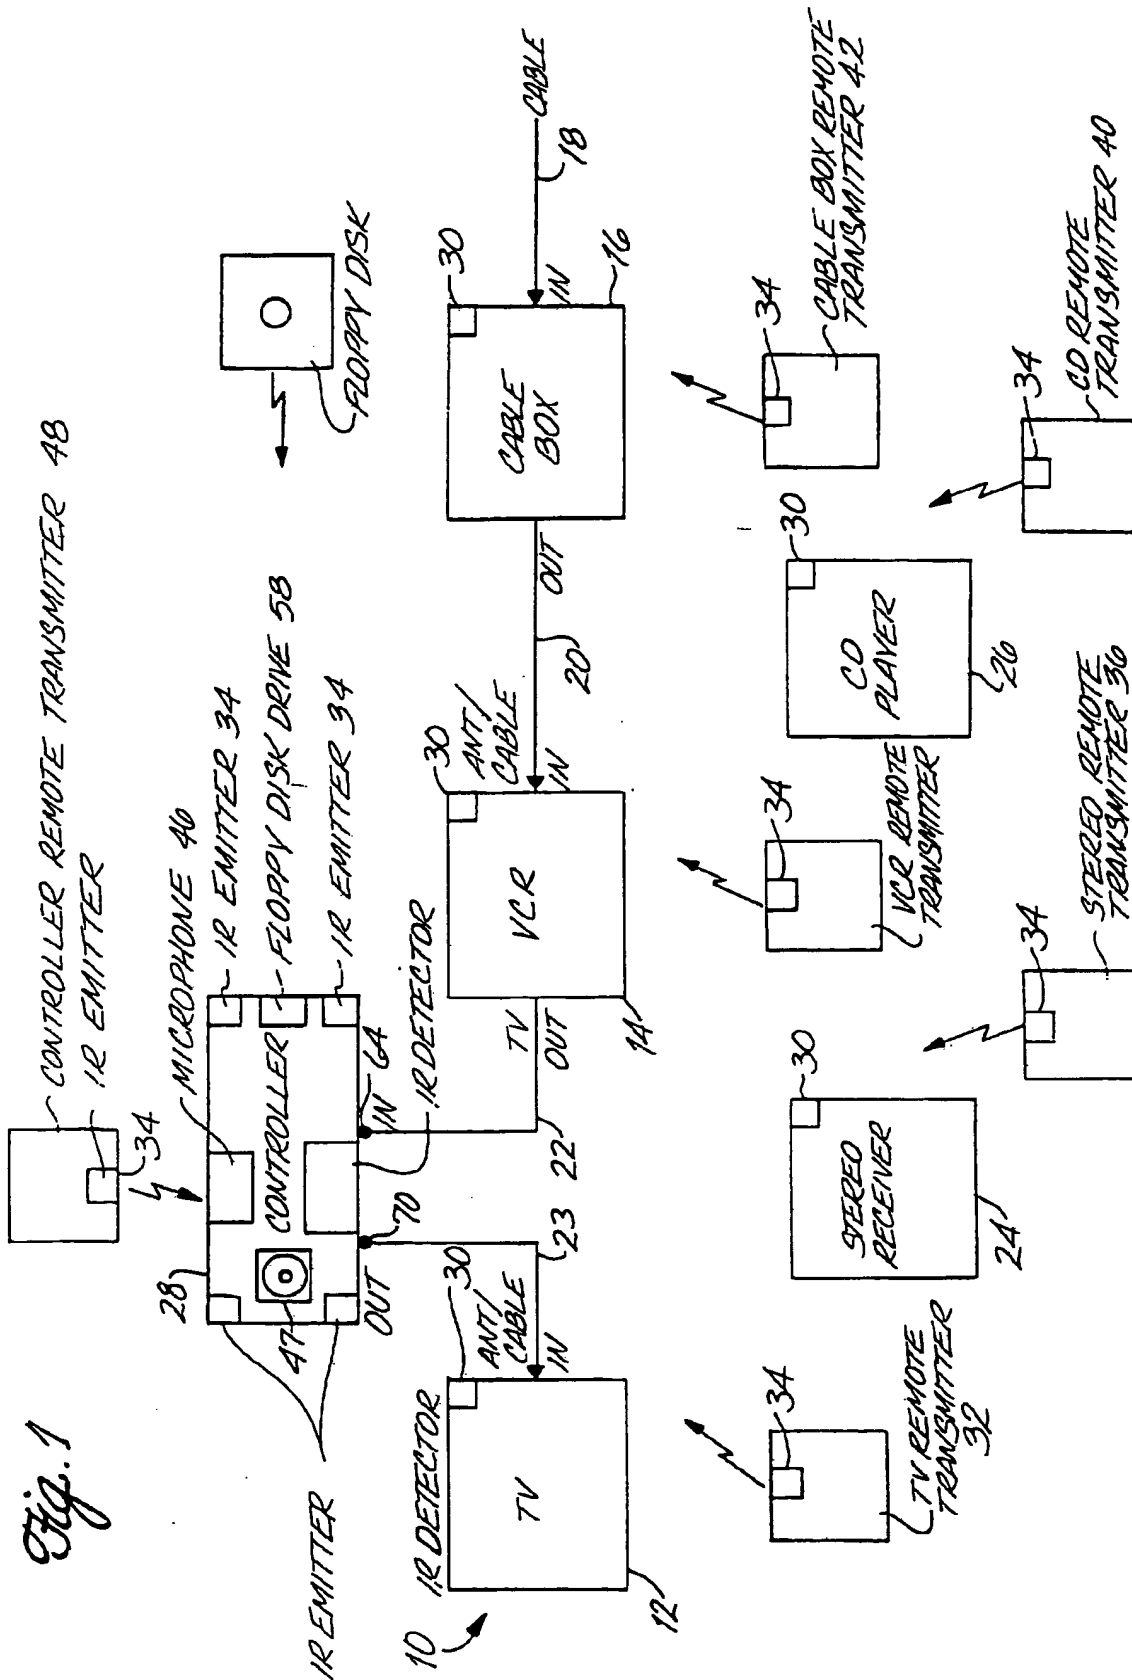 Fig. 1
CONTROLLER REMOTE TRANSMITTER 48
IR EMITTER
34
MICROPHONE 46
IR EMITTER 34
FLOPPY DISK DRIVE 58
IR EMITTER 34
28
CONTROLLER
47
IR EMITTER
OUT
70
IN
64
IR DETECTOR
FLOPPY DISK
10
IR DETECTOR
30
ANT/
CABLE
IN
TV
12
23
22
TV
OUT
VCR
14
30
ANT/
CABLE
IN
20
OUT
CABLE
BOX
30
IN
16
18
CABLE
34
TV REMOTE
TRANSMITTER
32
STEREO
RECEIVER
30
24
34
STEREO REMOTE
TRANSMITTER 36
34
VCR REMOTE
TRANSMITTER
CD
PLAYER
30
26
34
CD REMOTE
TRANSMITTER 40
34
CABLE BOX REMOTE
TRANSMITTER 42